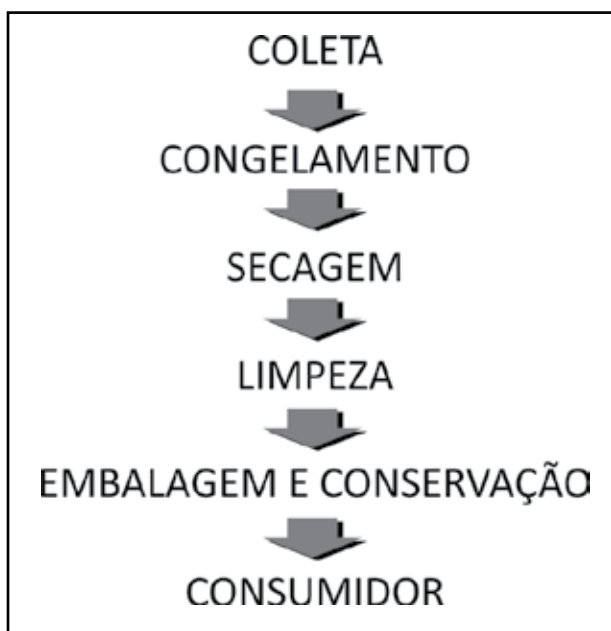 COLETA
CONGELAMENTO
SECAGEM
LIMPEZA
EMBALAGEM E CONSERVAÇÃO
CONSUMIDOR